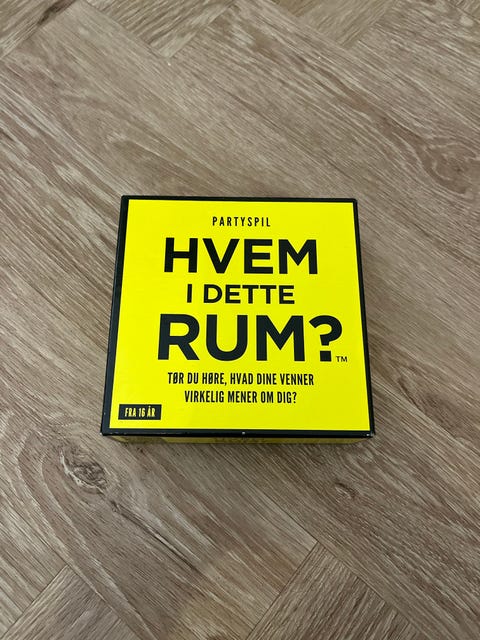 PARTYSPIL
HVEM
I DETTE
RUM?™
TØR DU HØRE, HVAD DINE VENNER
VIRKELIG MENER OM DIG?
FRA 16 ÅR